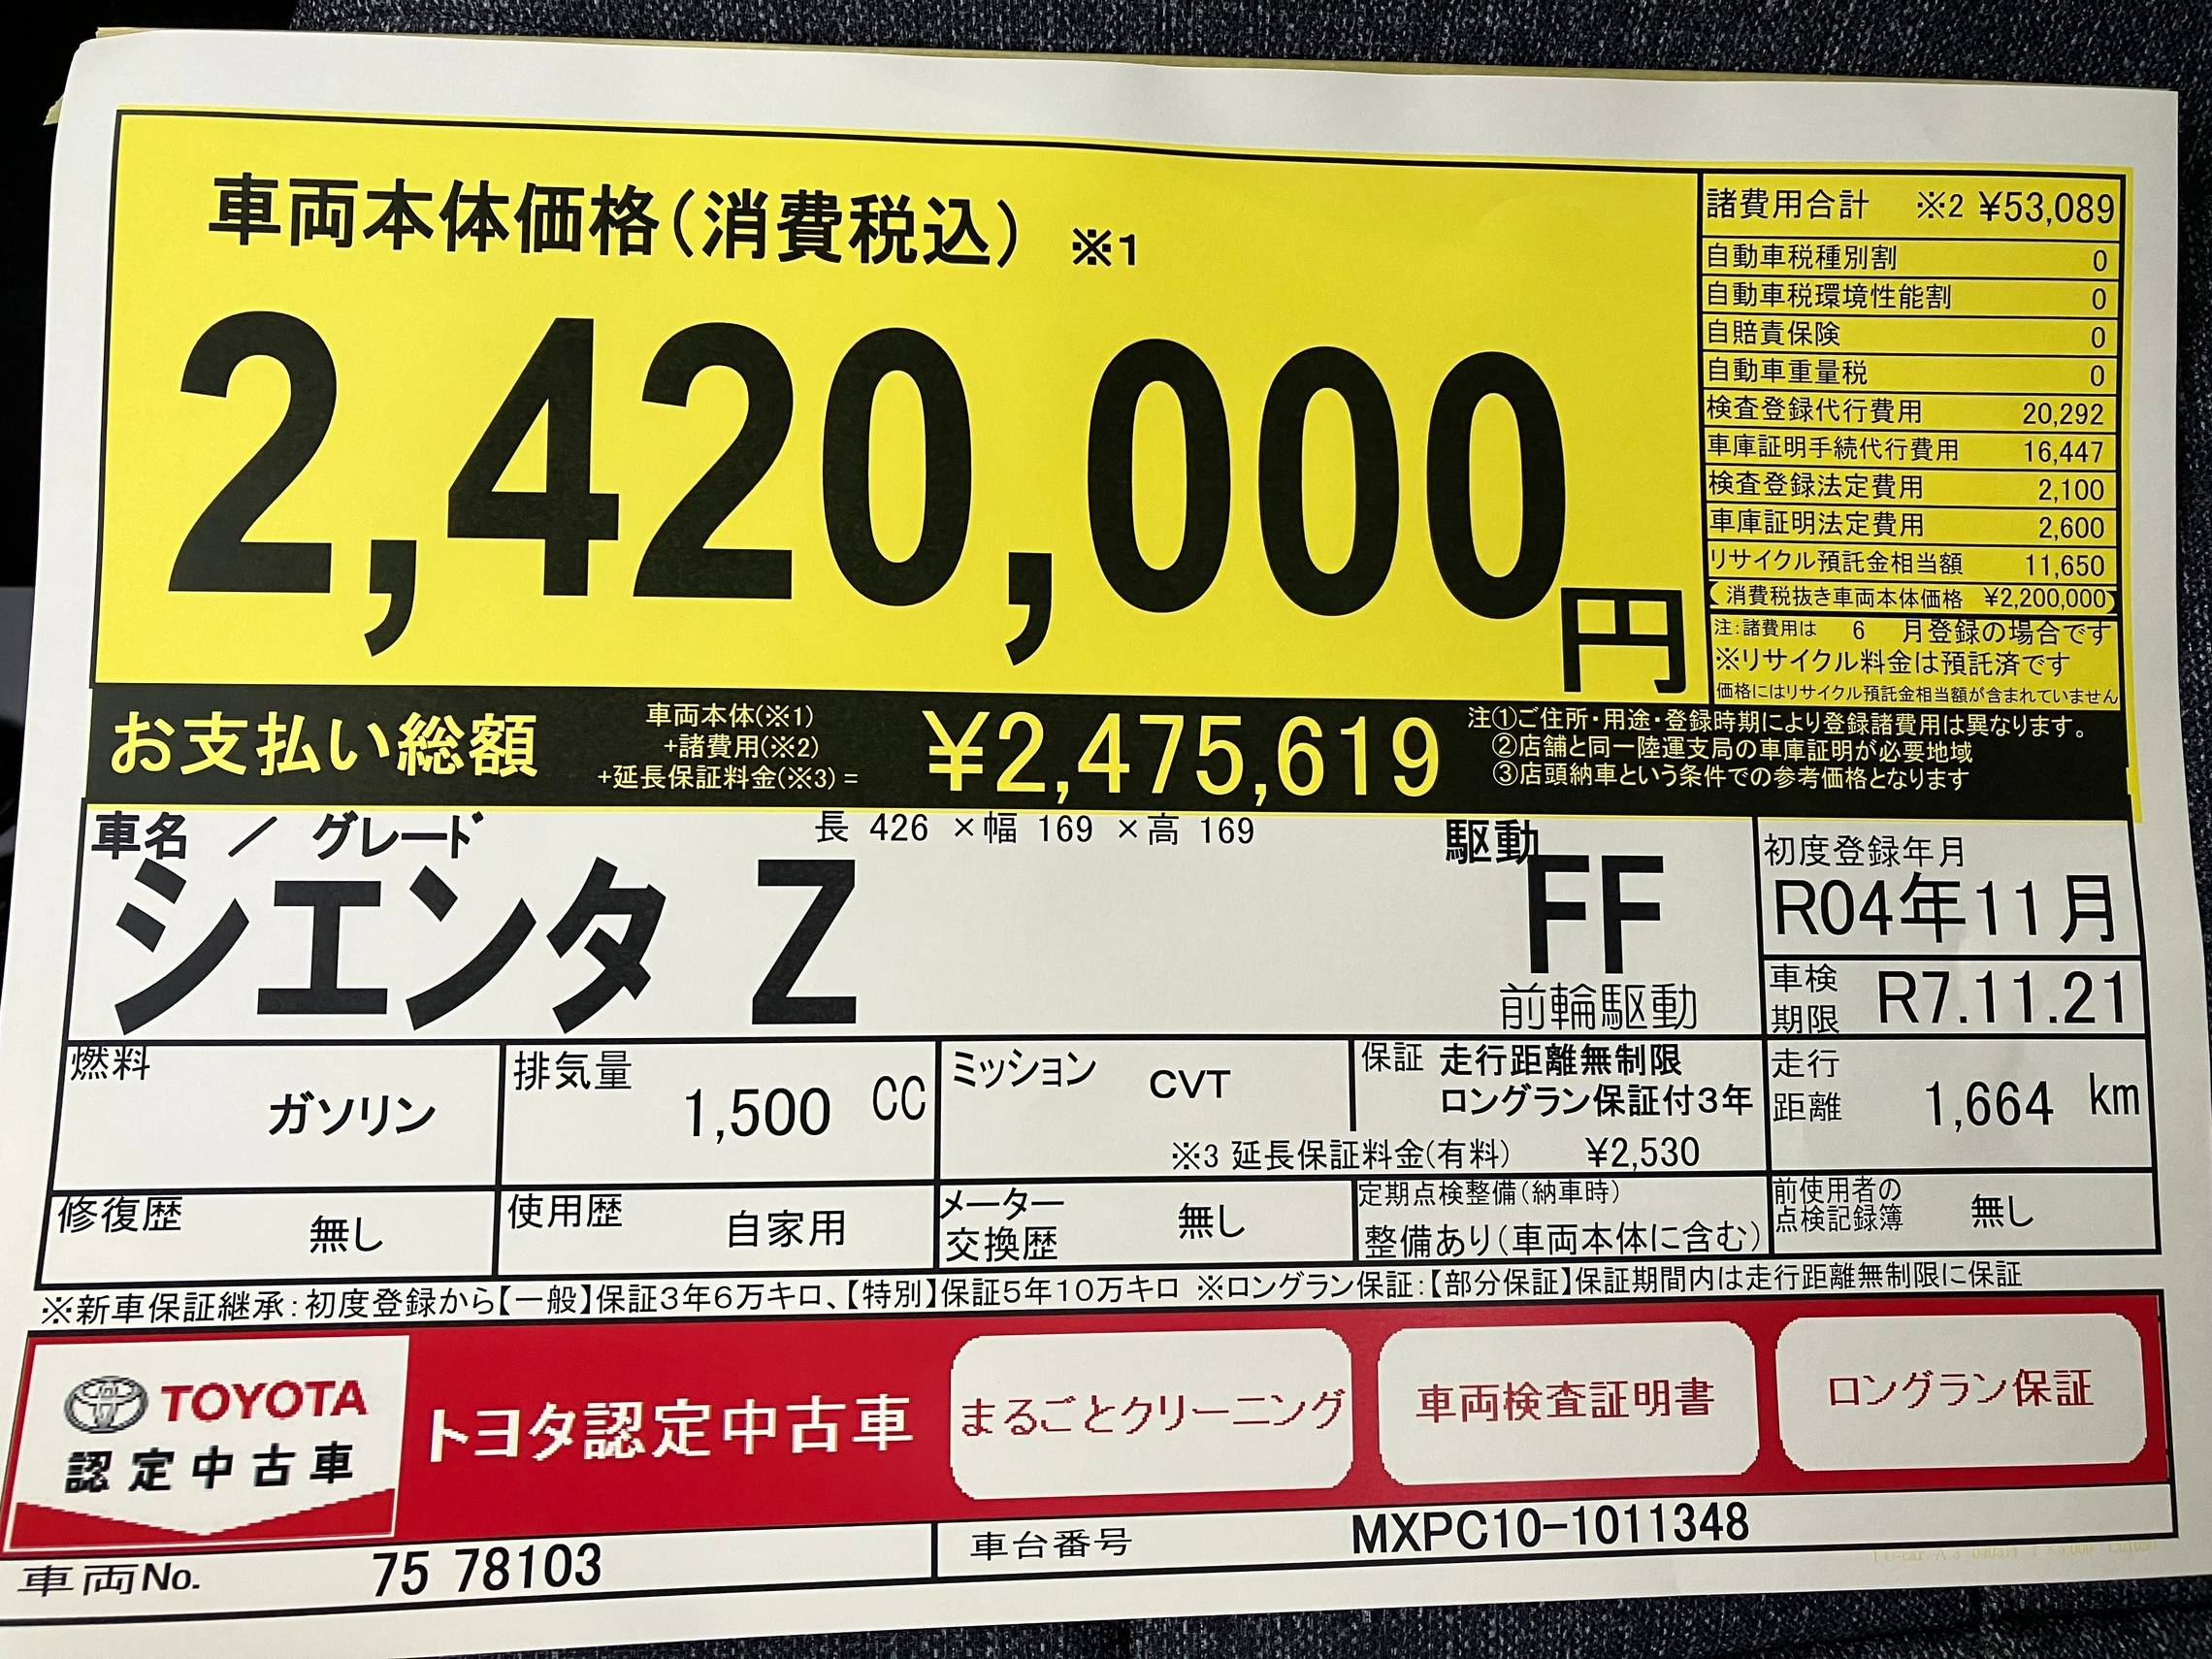 車両本体価格(消費税込) ※1
2,420,000円
諸費用合計 ※2 ¥53,089
自動車税種別割 0
自動車税環境性能割 0
自賠責保険 0
自動車重量税 0
検査登録代行費用 20,292
車庫証明手続代行費用 16,447
検査登録法定費用 2,100
車庫証明法定費用 2,600
リサイクル預託金相当額 11,650
(消費税抜き車両本体価格 ¥2,200,000)
注:諸費用は 6 月登録の場合です
※リサイクル料金は預託済です
価格にはリサイクル預託金相当額が含まれていません
お支払い総額
車両本体(※1)
+諸費用(※2)
+延長保証料金(※3)=
¥2,475,619
注①ご住所・用途・登録時期により登録諸費用は異なります。
②店舗と同一陸運支局の車庫証明が必要地域
③店頭納車という条件での参考価格となります
車名 / グレード 長 426 ×幅 169 ×高 169
シエンタ Z
駆動 FF
前輪駆動
初度登録年月
R04年11月
車検期限 R7.11.21
燃料 ガソリン
排気量 1,500 CC
ミッション CVT
保証 走行距離無制限
ロングラン保証付3年
※3 延長保証料金(有料) ¥2,530
走行距離 1,664 km
修復歴 無し
使用歴 自家用
メーター交換歴 無し
定期点検整備(納車時)
整備あり(車両本体に含む)
前使用者の点検記録簿 無し
※新車保証継承:初度登録から【一般】保証3年6万キロ、【特別】保証5年10万キロ ※ロングラン保証:【部分保証】保証期間内は走行距離無制限に保証
TOYOTA
認定中古車
トヨタ認定中古車
まるごとクリーニング
車両検査証明書
ロングラン保証
車両No. 75 78103
車台番号 MXPC10-1011348